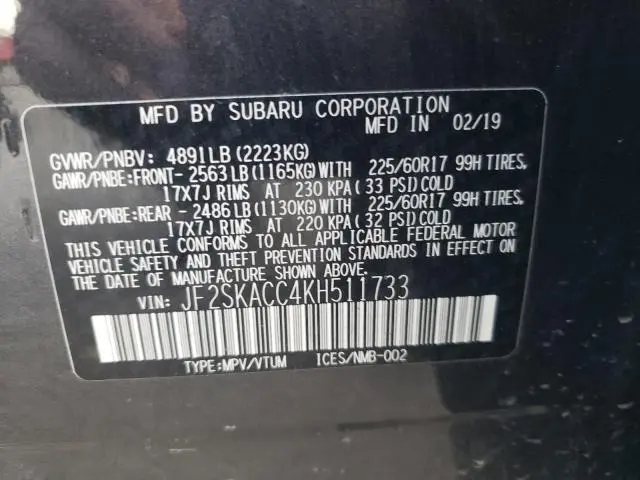 MFD BY SUBARU CORPORATION
MFD IN 02/19
GVWR/PNBV: 4891LB (2223KG)
GAWR/PNBE:FRONT- 2563LB (1165KG)WITH 225/60R17 99H TIRES,
17X7J RIMS AT 230 KPA (33 PSI)COLD
GAWR/PNBE:REAR - 2486LB (1130KG)WITH 225/60R17 99H TIRES,
17X7J RIMS AT 220 KPA (32 PSI)COLD
THIS VEHICLE CONFORMS TO ALL APPLICABLE FEDERAL MOTOR
VEHICLE SAFETY AND THEFT PREVENTION STANDARDS IN EFFECT ON
THE DATE OF MANUFACTURE SHOWN ABOVE.
VIN: JF2SKACC4KH511733
TYPE:MPV/VTUM ICES/NMB-002